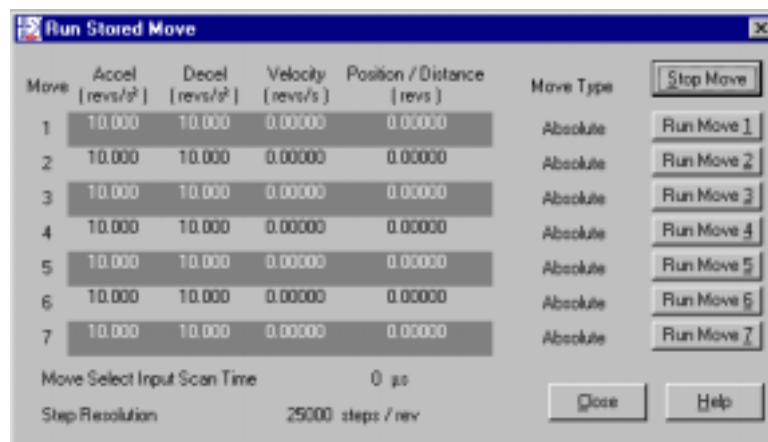 Run Stored Move
Move Accel (revs/s²) Decel (revs/s²) Velocity (revs/s) Position / Distance (revs) Move Type Stop Move
1 10.000 10.000 0.00000 0.00000 Absolute Run Move 1
2 10.000 10.000 0.00000 0.00000 Absolute Run Move 2
3 10.000 10.000 0.00000 0.00000 Absolute Run Move 3
4 10.000 10.000 0.00000 0.00000 Absolute Run Move 4
5 10.000 10.000 0.00000 0.00000 Absolute Run Move 5
6 10.000 10.000 0.00000 0.00000 Absolute Run Move 6
7 10.000 10.000 0.00000 0.00000 Absolute Run Move 7
Move Select Input Scan Time 0 µs
Step Resolution 25000 steps / rev
Close Help